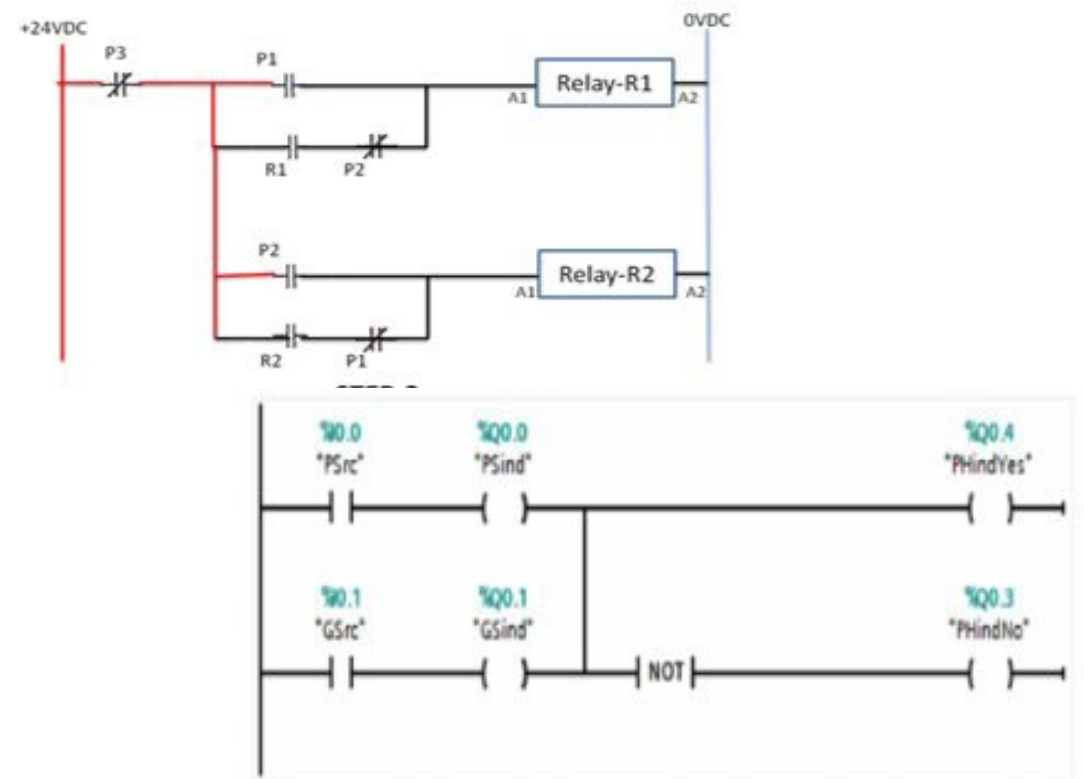 +24VDC
0VDC
P3
P1
Relay-R1
A1
A2
R1
P2
P2
Relay-R2
A1
A2
R2
P1
%I0.0
%Q0.0
%Q0.4
"PSrc"
"PSind"
"PHindYes"
%I0.1
%Q0.1
%Q0.3
"GSrc"
"GSind"
"PHindNo"
NOT